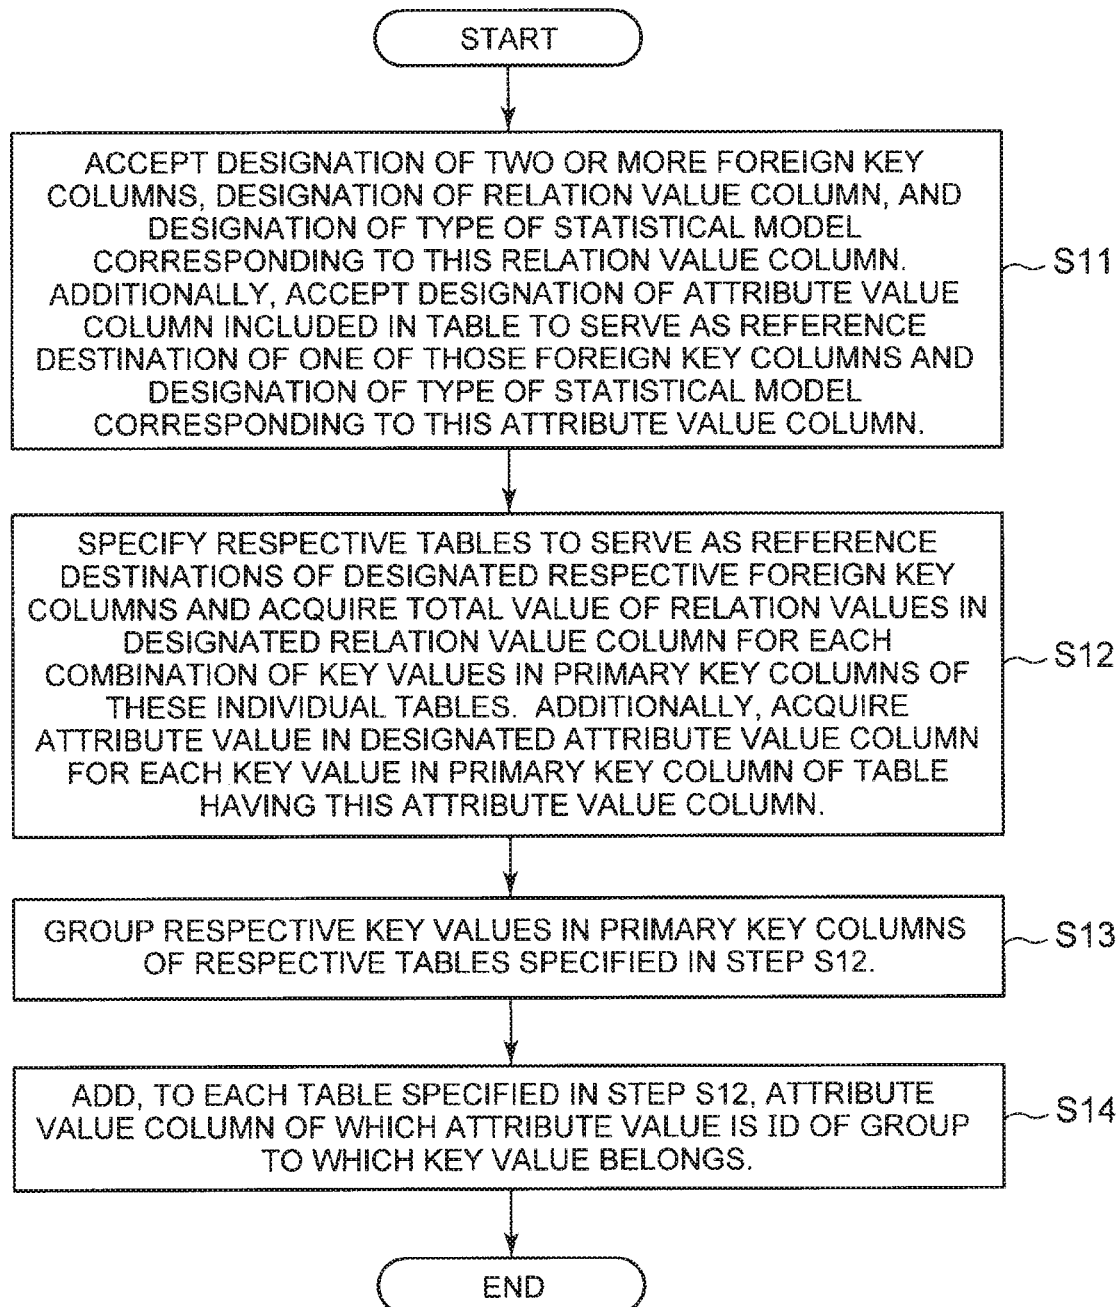 START
ACCEPT DESIGNATION OF TWO OR MORE FOREIGN KEY
COLUMNS, DESIGNATION OF RELATION VALUE COLUMN, AND
DESIGNATION OF TYPE OF STATISTICAL MODEL
CORRESPONDING TO THIS RELATION VALUE COLUMN.
ADDITIONALLY, ACCEPT DESIGNATION OF ATTRIBUTE VALUE
COLUMN INCLUDED IN TABLE TO SERVE AS REFERENCE
DESTINATION OF ONE OF THOSE FOREIGN KEY COLUMNS AND
DESIGNATION OF TYPE OF STATISTICAL MODEL
CORRESPONDING TO THIS ATTRIBUTE VALUE COLUMN.
S11
SPECIFY RESPECTIVE TABLES TO SERVE AS REFERENCE
DESTINATIONS OF DESIGNATED RESPECTIVE FOREIGN KEY
COLUMNS AND ACQUIRE TOTAL VALUE OF RELATION VALUES IN
DESIGNATED RELATION VALUE COLUMN FOR EACH
COMBINATION OF KEY VALUES IN PRIMARY KEY COLUMNS OF
THESE INDIVIDUAL TABLES. ADDITIONALLY, ACQUIRE
ATTRIBUTE VALUE IN DESIGNATED ATTRIBUTE VALUE COLUMN
FOR EACH KEY VALUE IN PRIMARY KEY COLUMN OF TABLE
HAVING THIS ATTRIBUTE VALUE COLUMN.
S12
GROUP RESPECTIVE KEY VALUES IN PRIMARY KEY COLUMNS
OF RESPECTIVE TABLES SPECIFIED IN STEP S12.
S13
ADD, TO EACH TABLE SPECIFIED IN STEP S12, ATTRIBUTE
VALUE COLUMN OF WHICH ATTRIBUTE VALUE IS ID OF GROUP
TO WHICH KEY VALUE BELONGS.
S14
END